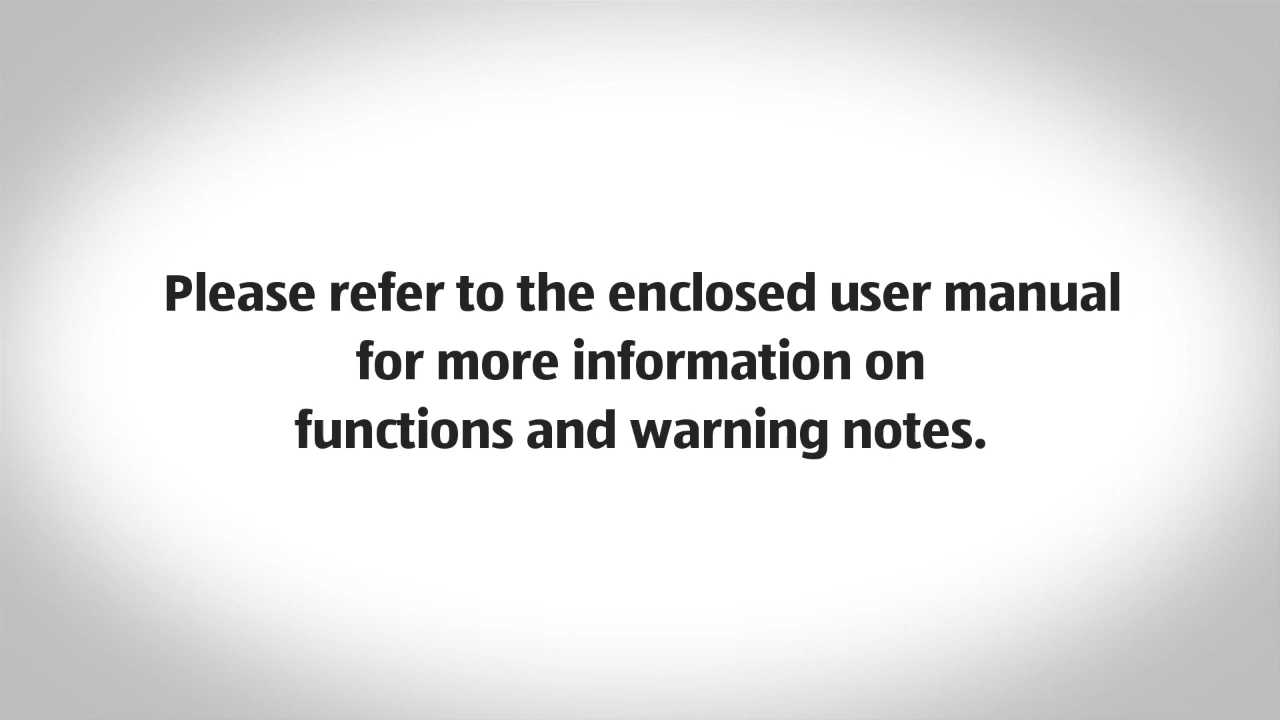 Please refer to the enclosed user manual
for more information on
functions and warning notes.